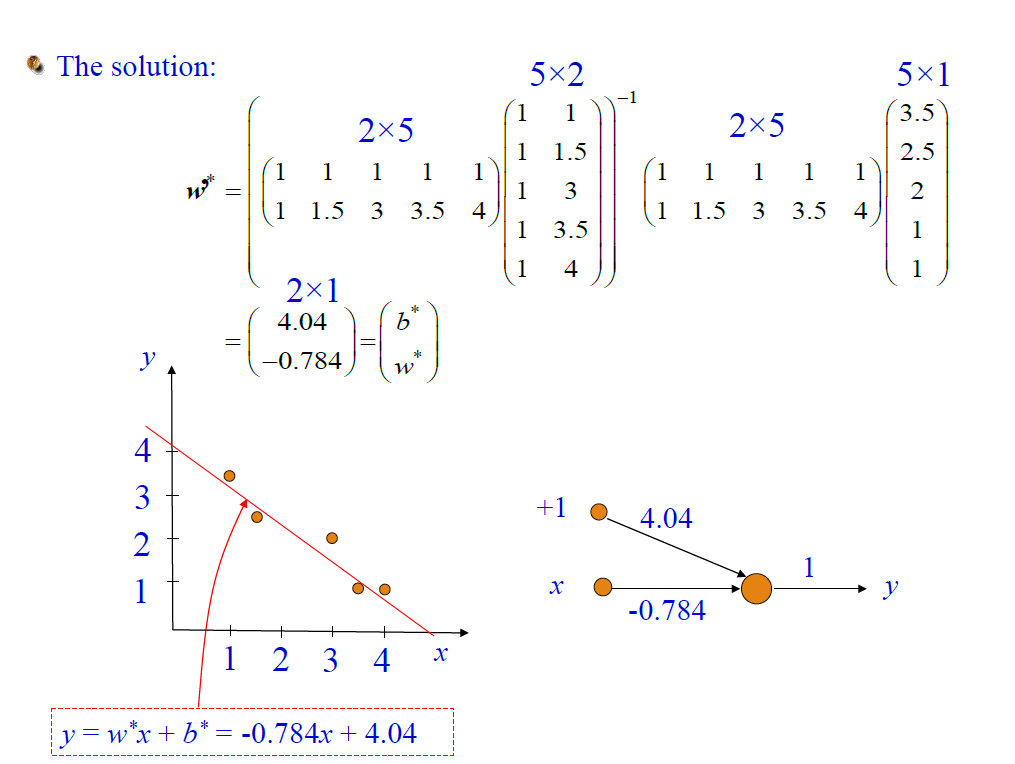 The solution:
5×2
5×1
2×5
2×5
w* = ( ( 1 1 1 1 1 ; 1 1.5 3 3.5 4 ) ( 1 1 ; 1 1.5 ; 1 3 ; 1 3.5 ; 1 4 ) )−1 ( 1 1 1 1 1 ; 1 1.5 3 3.5 4 ) ( 3.5 ; 2.5 ; 2 ; 1 ; 1 )
2×1
= ( 4.04 ; −0.784 ) = ( b* ; w* )
y
4
3
2
1
1 2 3 4 x
y = w*x + b* = -0.784x + 4.04
+1
4.04
x
-0.784
1
y